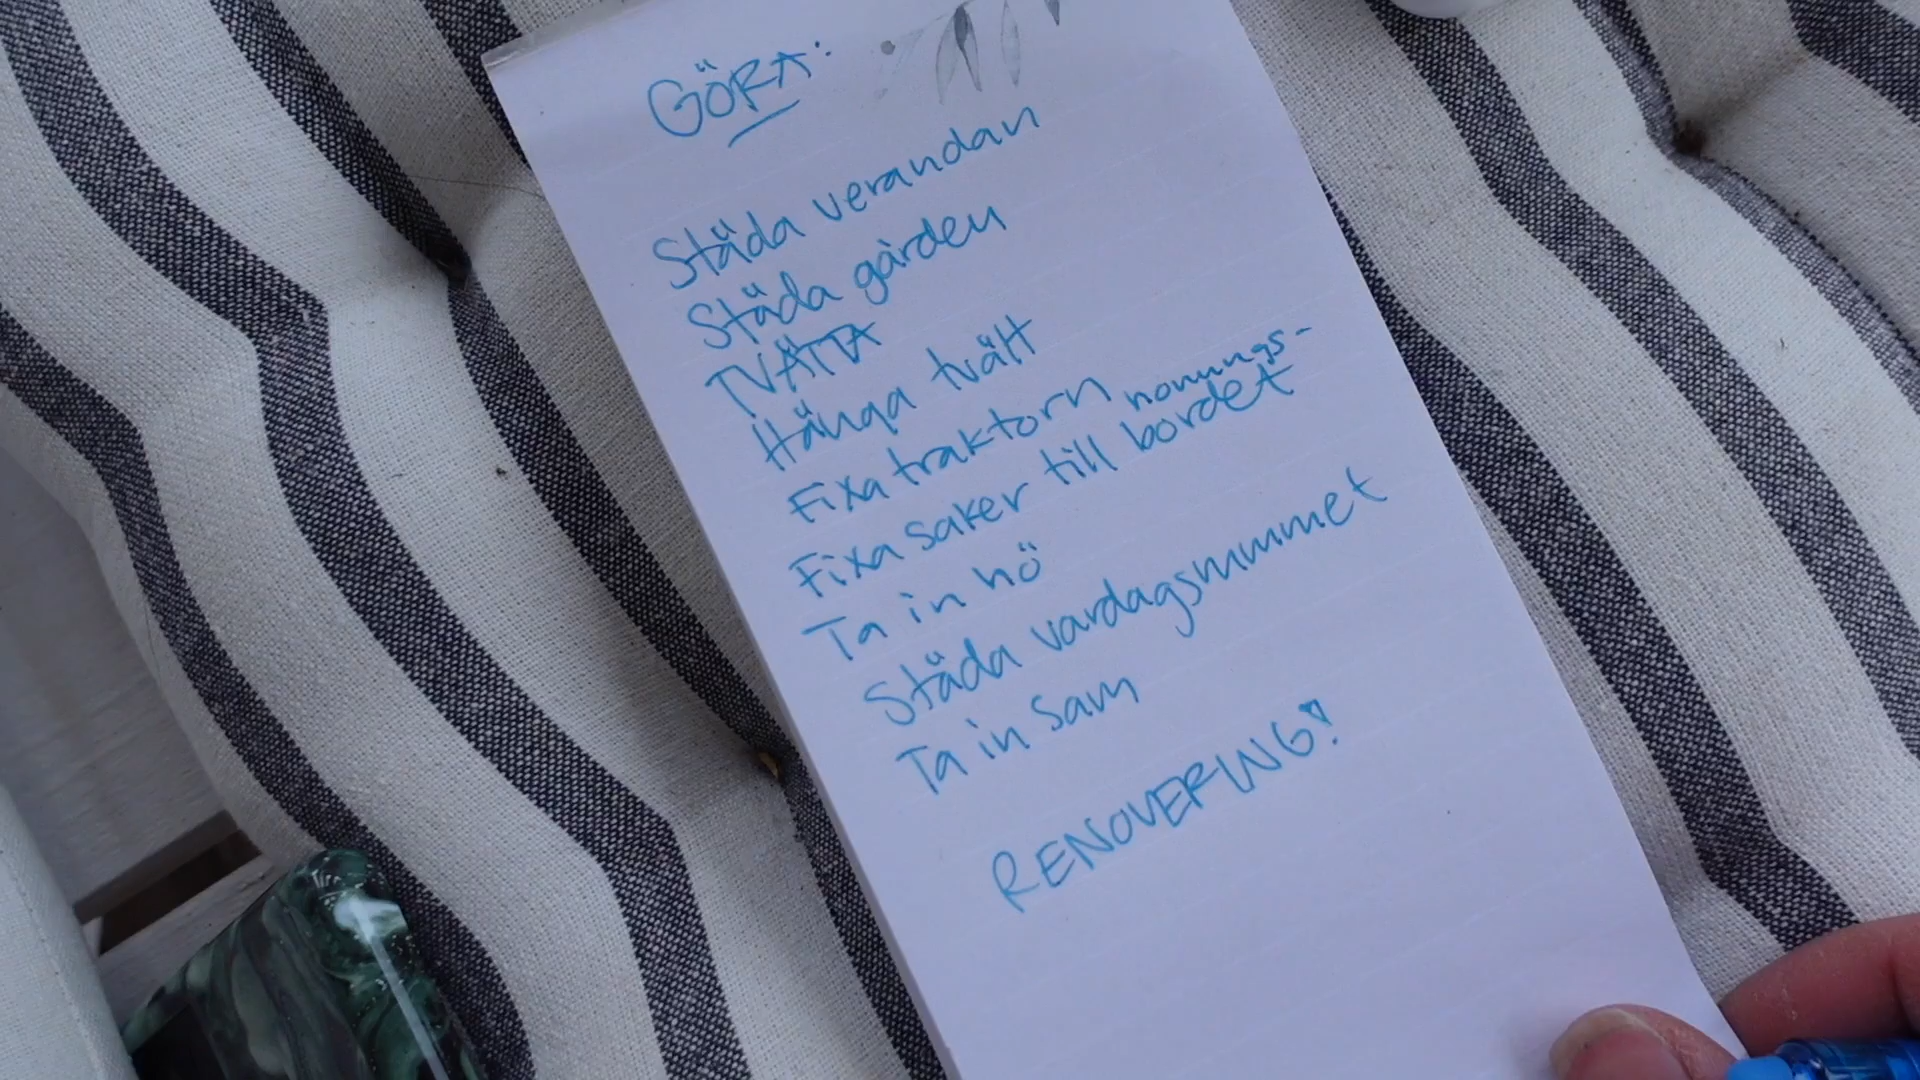 GÖRA:
Städa verandan
Städa gården
TVÄTTA
Hänga tvätt
Fixa traktorn
honungs-
Fixa saker till bordet
Ta in hö
Städa vardagsrummet
Ta in Sam
RENOVERING!